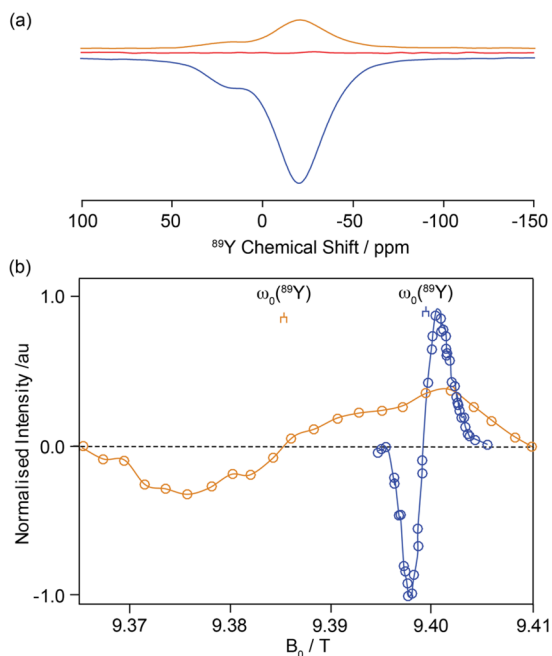 (a)
100 50 0 -50 -100 -150
⁸⁹Y Chemical Shift / ppm
(b)
ω₀(⁸⁹Y) ω₀(⁸⁹Y)
1.0
0.0
-1.0
Normalised Intensity /au
9.37 9.38 9.39 9.40 9.41
B₀ / T